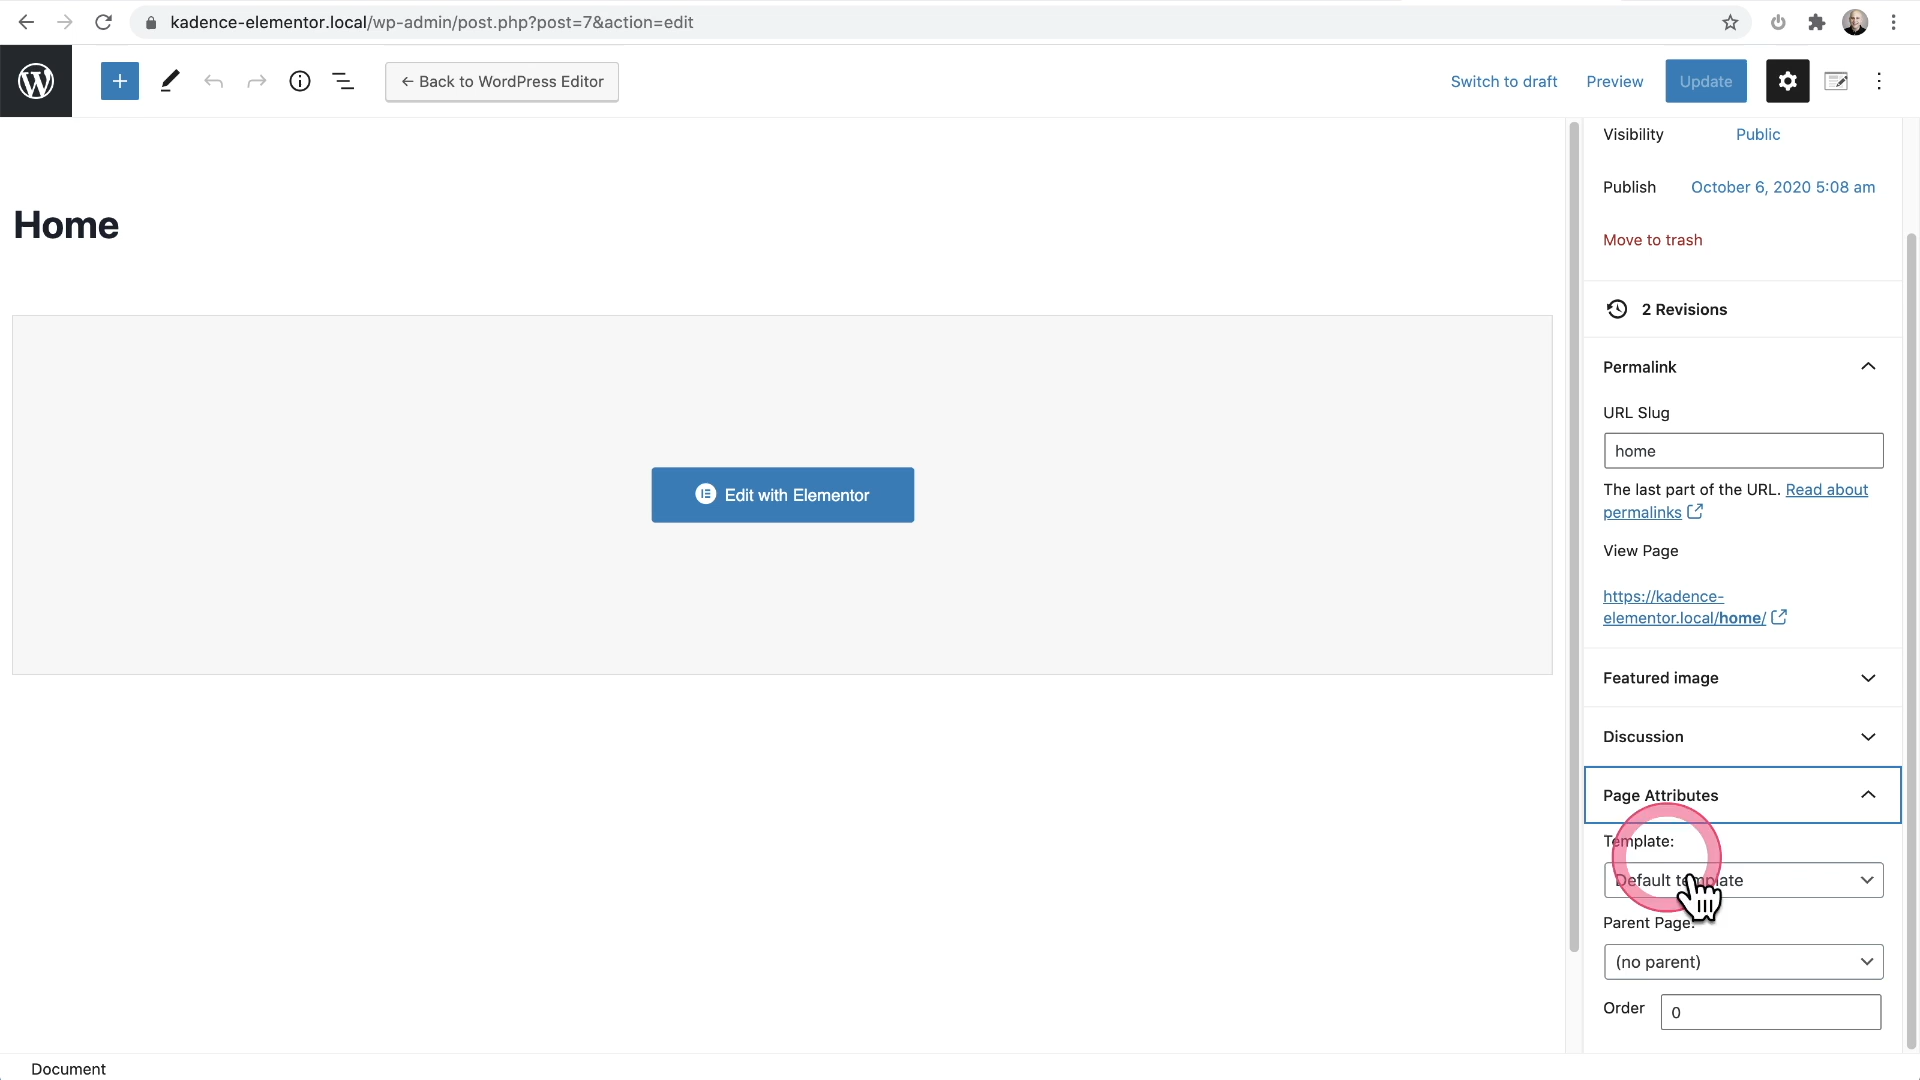 kadence-elementor.local/wp-admin/post.php?post=7&action=edit
← Back to WordPress Editor
Switch to draft
Preview
Update
Home
Edit with Elementor
Visibility
Public
Publish
October 6, 2020 5:08 am
Move to trash
2 Revisions
Permalink
URL Slug
home
The last part of the URL. Read about
permalinks
View Page
https://kadence-
elementor.local/home/
Featured image
Discussion
Page Attributes
Template:
Default template
Parent Page:
(no parent)
Order
0
Document